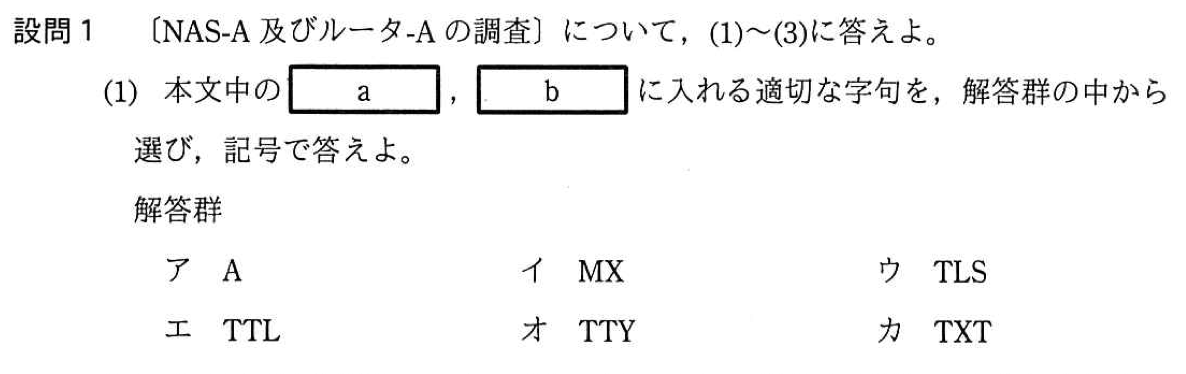 設問1 〔NAS-A 及びルータ-A の調査〕について，(1)～(3)に答えよ。
(1) 本文中の a ， b に入れる適切な字句を，解答群の中から
選び，記号で答えよ。
解答群
ア A イ MX ウ TLS
エ TTL オ TTY カ TXT